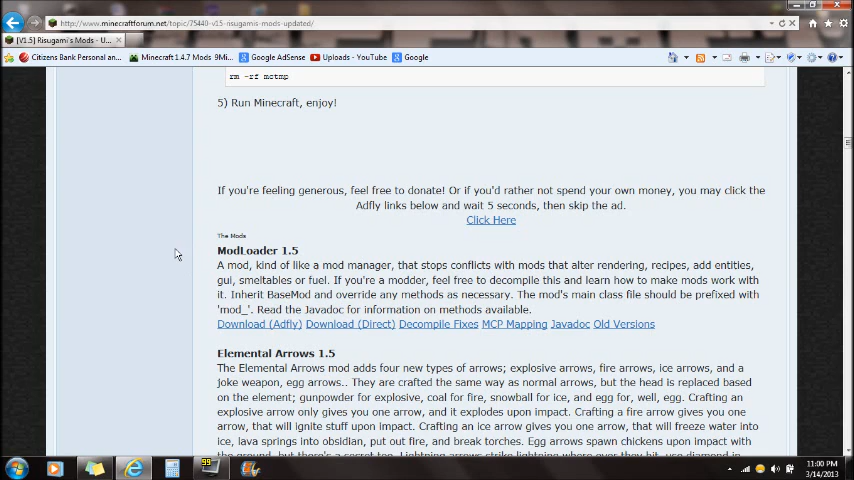 http://www.minecraftforum.net/topic/75440-v15-risugamis-mods-updated/
[V1.5] Risugami's Mods - U...
Citizens Bank Personal an... Minecraft 1.4.7 Mods 9Mi... Google AdSense Uploads - YouTube Google
rm -rf mctmp
5) Run Minecraft, enjoy!
If you're feeling generous, feel free to donate! Or if you'd rather not spend your own money, you may click the
Adfly links below and wait 5 seconds, then skip the ad.
Click Here
The Mods
ModLoader 1.5
A mod, kind of like a mod manager, that stops conflicts with mods that alter rendering, recipes, add entities,
gui, smeltables or fuel. If you're a modder, feel free to decompile this and learn how to make mods work with
it. Inherit BaseMod and override any methods as necessary. The mod's main class file should be prefixed with
'mod_'. Read the Javadoc for information on methods available.
Download (Adfly) Download (Direct) Decompile Fixes MCP Mapping Javadoc Old Versions
Elemental Arrows 1.5
The Elemental Arrows mod adds four new types of arrows; explosive arrows, fire arrows, ice arrows, and a
joke weapon, egg arrows.. They are crafted the same way as normal arrows, but the head is replaced based
on the element; gunpowder for explosive, coal for fire, snowball for ice, and egg for, well, egg. Crafting an
explosive arrow only gives you one arrow, and it explodes upon impact. Crafting a fire arrow gives you one
arrow, that will ignite stuff upon impact. Crafting an ice arrow gives you one arrow, that will freeze water into
ice, lava springs into obsidian, put out fire, and break torches. Egg arrows spawn chickens upon impact with
the ground, but there's a secret too. Lightning arrows strike lightning where ever they hit, use diamond in
99
11:00 PM
3/14/2013